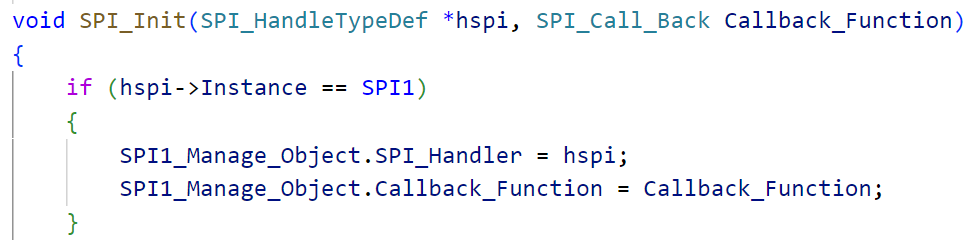 void SPI_Init(SPI_HandleTypeDef *hspi, SPI_Call_Back Callback_Function)
{
    if (hspi->Instance == SPI1)
    {
        SPI1_Manage_Object.SPI_Handler = hspi;
        SPI1_Manage_Object.Callback_Function = Callback_Function;
    }